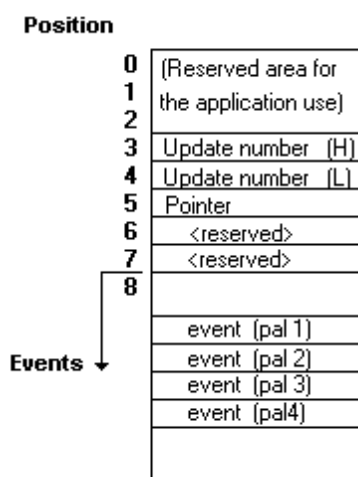 Position
0 (Reserved area for
1 the application use)
2
3 Update number (H)
4 Update number (L)
5 Pointer
6 <reserved>
7 <reserved>
8
event (pal 1)
Events event (pal 2)
event (pal 3)
event (pal4)